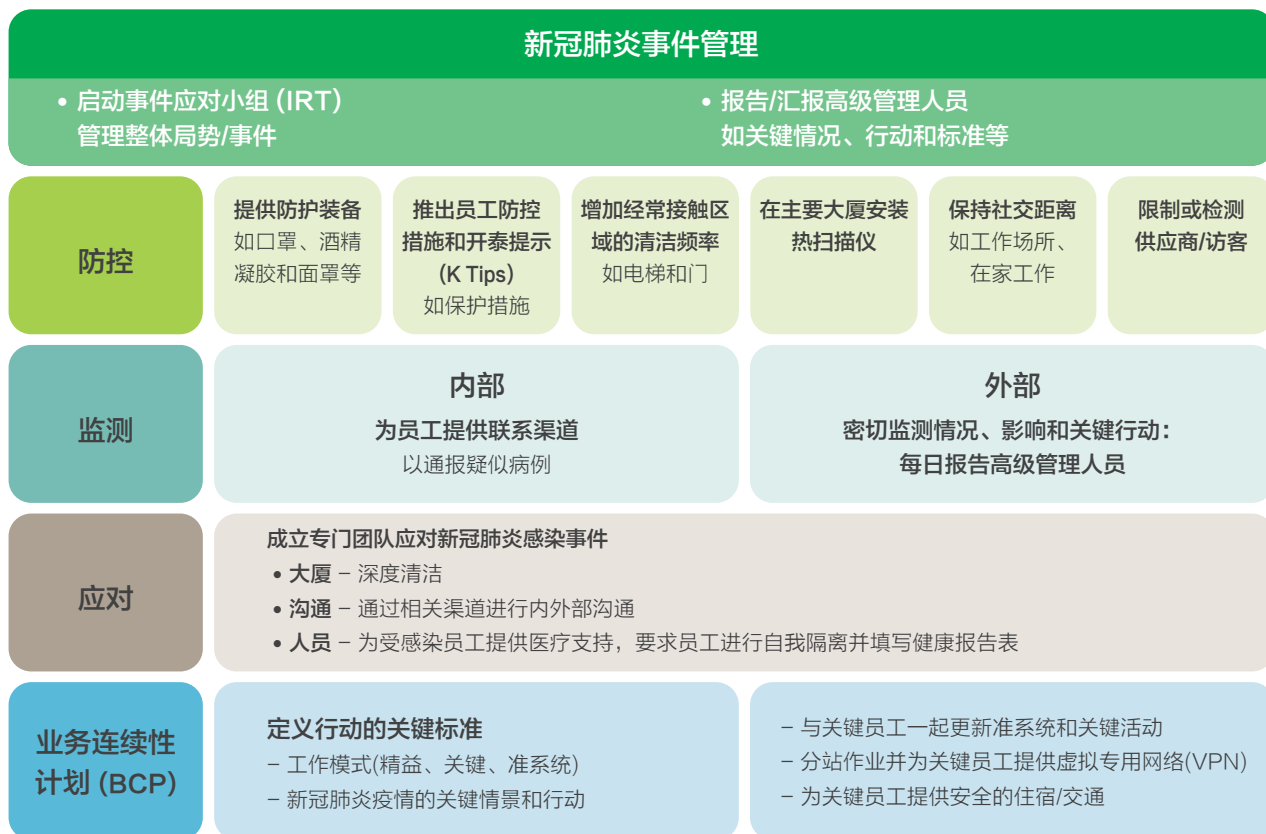 新冠肺炎事件管理
• 启动事件应对小组 (IRT)
管理整体局势/事件
• 报告/汇报高级管理人员
如关键情况、行动和标准等
防控
提供防护装备
如口罩、酒精
凝胶和面罩等
推出员工防控
措施和开泰提示
(K Tips)
如保护措施
增加经常接触区
域的清洁频率
如电梯和门
在主要大厦安装
热扫描仪
保持社交距离
如工作场所、
在家工作
限制或检测
供应商/访客
监测
内部
为员工提供联系渠道
以通报疑似病例
外部
密切监测情况、影响和关键行动：
每日报告高级管理人员
应对
成立专门团队应对新冠肺炎感染事件
• 大厦 – 深度清洁
• 沟通 – 通过相关渠道进行内外部沟通
• 人员 – 为受感染员工提供医疗支持，要求员工进行自我隔离并填写健康报告表
业务连续性
计划 (BCP)
定义行动的关键标准
– 工作模式(精益、关键、准系统)
– 新冠肺炎疫情的关键情景和行动
– 与关键员工一起更新准系统和关键活动
– 分站作业并为关键员工提供虚拟专用网络(VPN)
– 为关键员工提供安全的住宿/交通